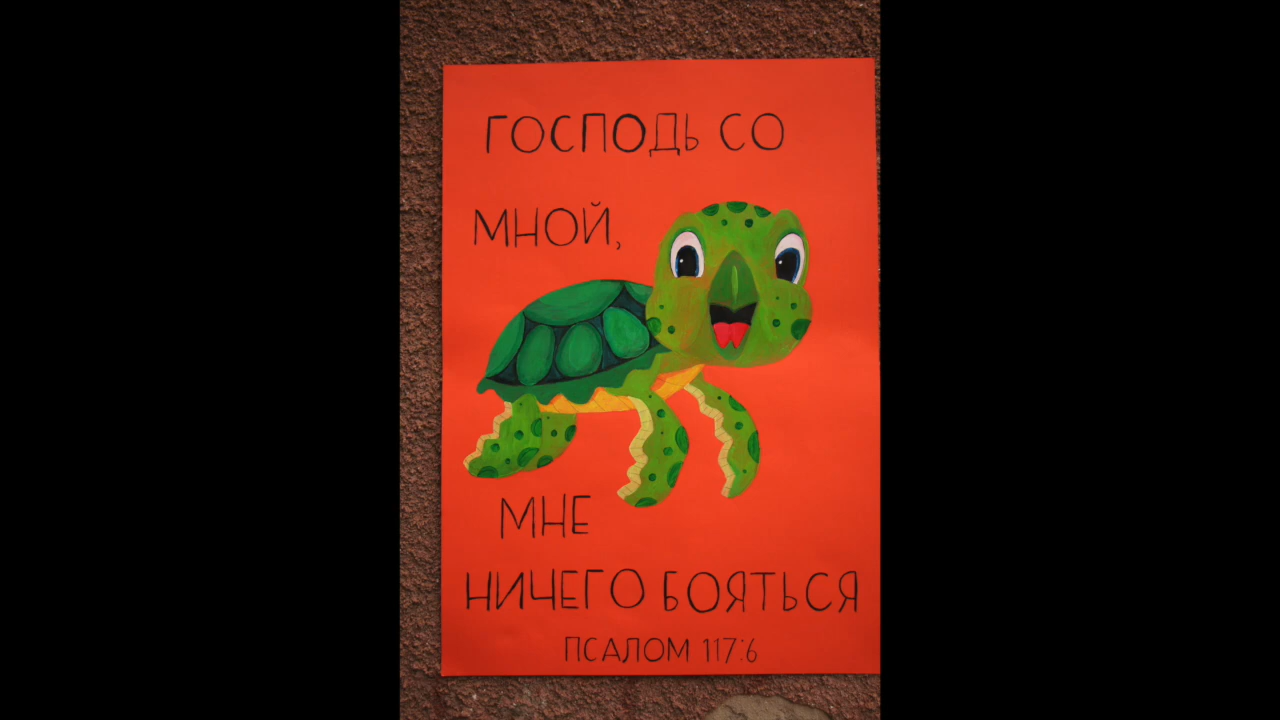 ГОСПОДЬ СО
МНОЙ,
МНЕ
НИЧЕГО БОЯТЬСЯ
ПСАЛОМ 117:6